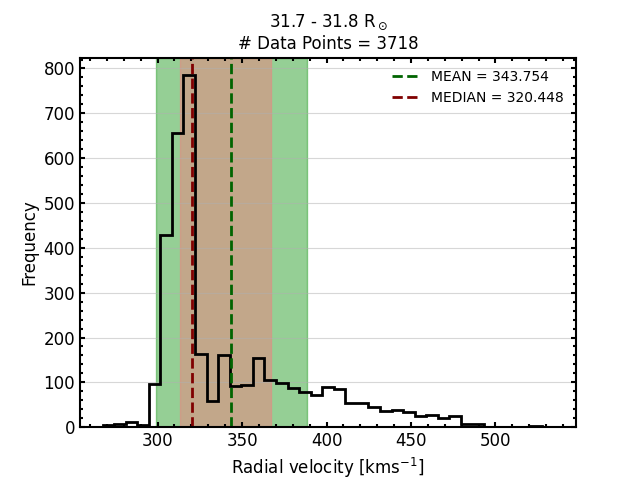 31.7 - 31.8 R⊙
# Data Points = 3718
MEAN = 343.754
MEDIAN = 320.448
Frequency
800
700
600
500
400
300
200
100
0
300 350 400 450 500
Radial velocity [kms⁻¹]